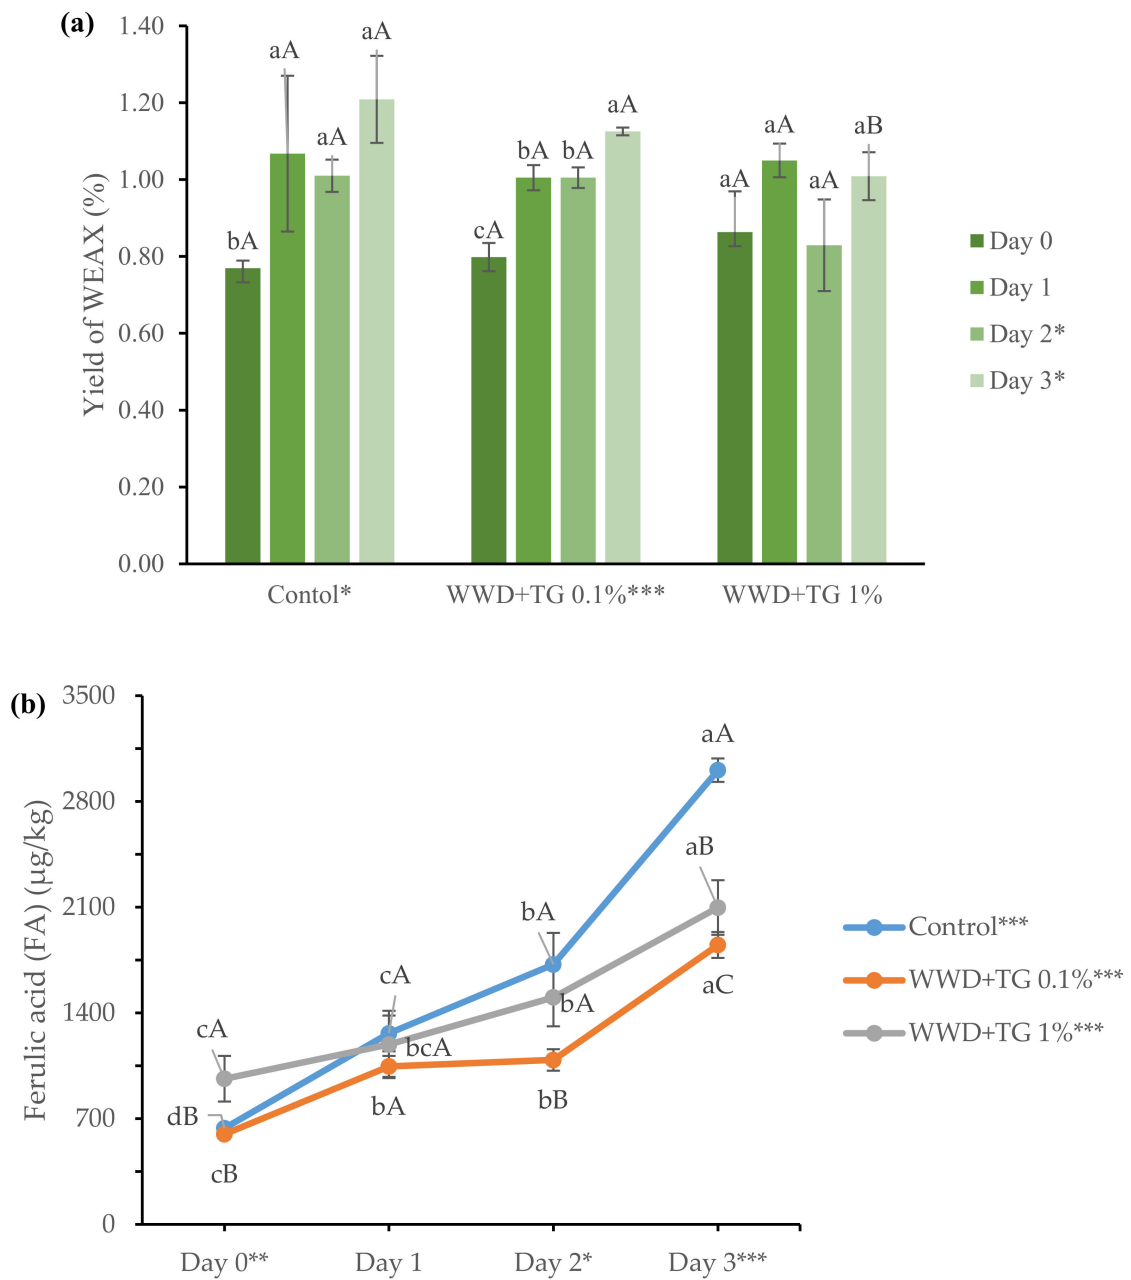 (a)
Yield of WEAX (%)
1.40
1.20
1.00
0.80
0.60
0.40
0.20
0.00
bA
aA
aA
aA
cA
bA
bA
aA
aA
aA
aA
aB
Contol*
WWD+TG 0.1%***
WWD+TG 1%
Day 0
Day 1
Day 2*
Day 3*
(b)
Ferulic acid (FA) (µg/kg)
3500
2800
2100
1400
700
0
cA
dB
cB
cA
bcA
bA
bA
bA
bB
aA
aB
aC
Day 0**
Day 1
Day 2*
Day 3***
Control***
WWD+TG 0.1%***
WWD+TG 1%***